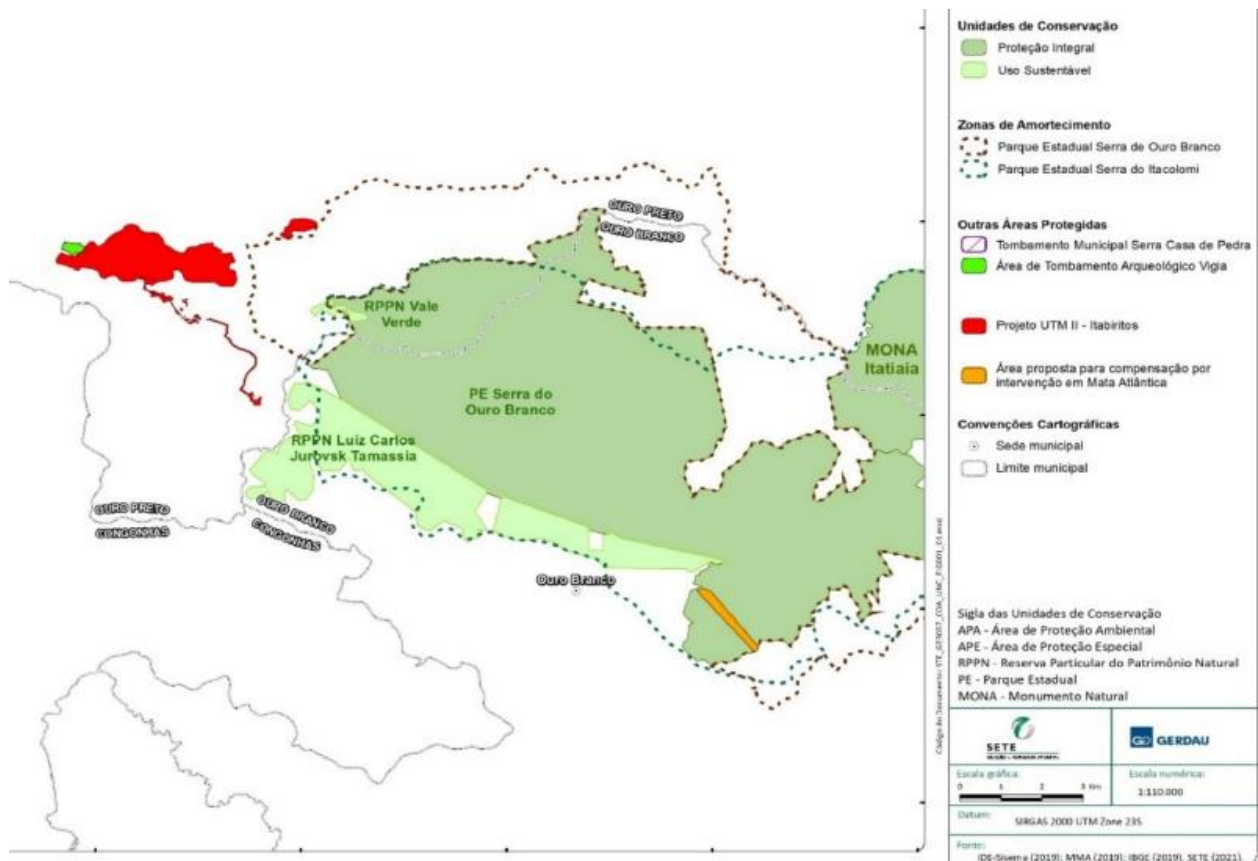 OURO PRETO
OURO BRANCO
RPPN Vale
Verde
MONA
Itatiaia
PE Serra do
Ouro Branco
RPPN Luiz Carlos
Jurovsk Tamassia
OURO PRETO
CONGONHAS
OURO BRANCO
CONGONHAS
Ouro Branco
Unidades de Conservação
Proteção Integral
Uso Sustentável
Zonas de Amortecimento
Parque Estadual Serra de Ouro Branco
Parque Estadual Serra do Itacolomi
Outras Áreas Protegidas
Tombamento Municipal Serra Casa de Pedra
Área de Tombamento Arqueológico Vigia
Projeto UTM II - Itabiritos
Área proposta para compensação por
intervenção em Mata Atlântica
Convenções Cartográficas
Sede municipal
Limite municipal
Sigla das Unidades de Conservação
APA - Área de Proteção Ambiental
APE - Área de Proteção Especial
RPPN - Reserva Particular do Patrimônio Natural
PE - Parque Estadual
MONA - Monumento Natural
SETE
GERDAU
Escala gráfica:
0 1 2 3 Km
Escala numérica:
1:110.000
Datum:
SIRGAS 2000 UTM Zone 23S
Fonte:
IDE-Sisema (2019); MMA (2019); IBGE (2019), SETE (2021)